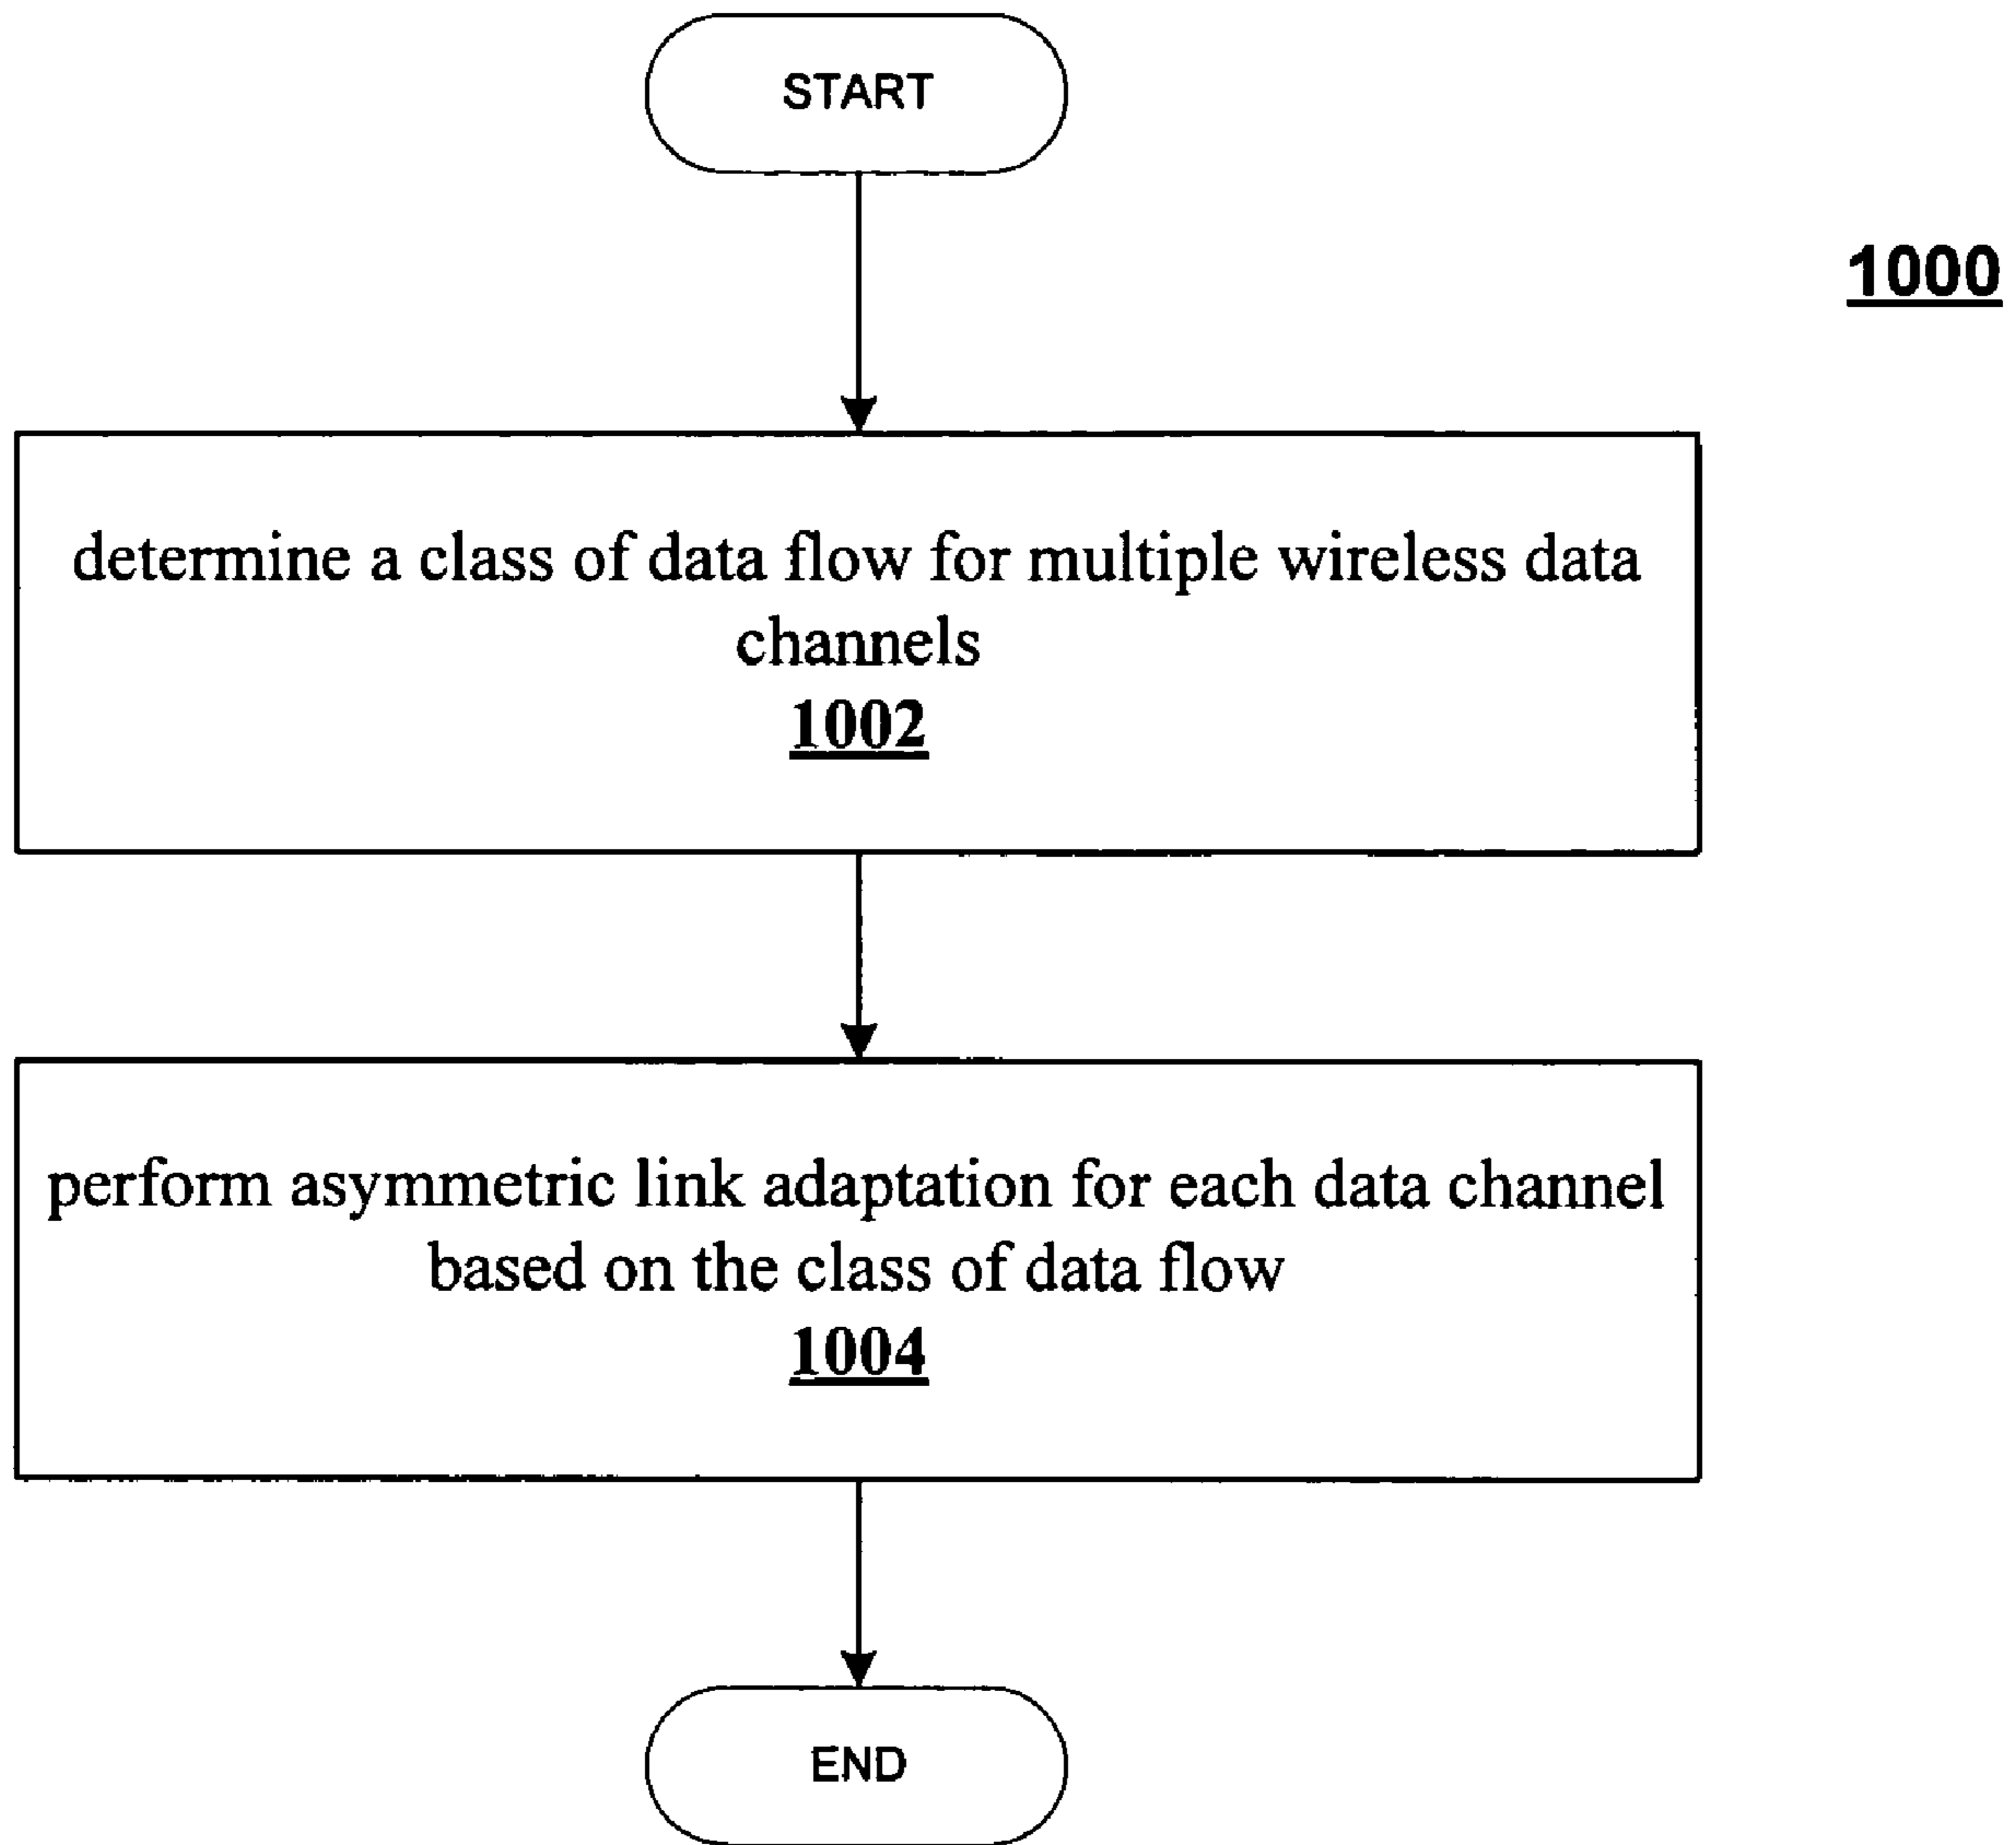 START
1000
determine a class of data flow for multiple wireless data
channels
1002
perform asymmetric link adaptation for each data channel
based on the class of data flow
1004
END